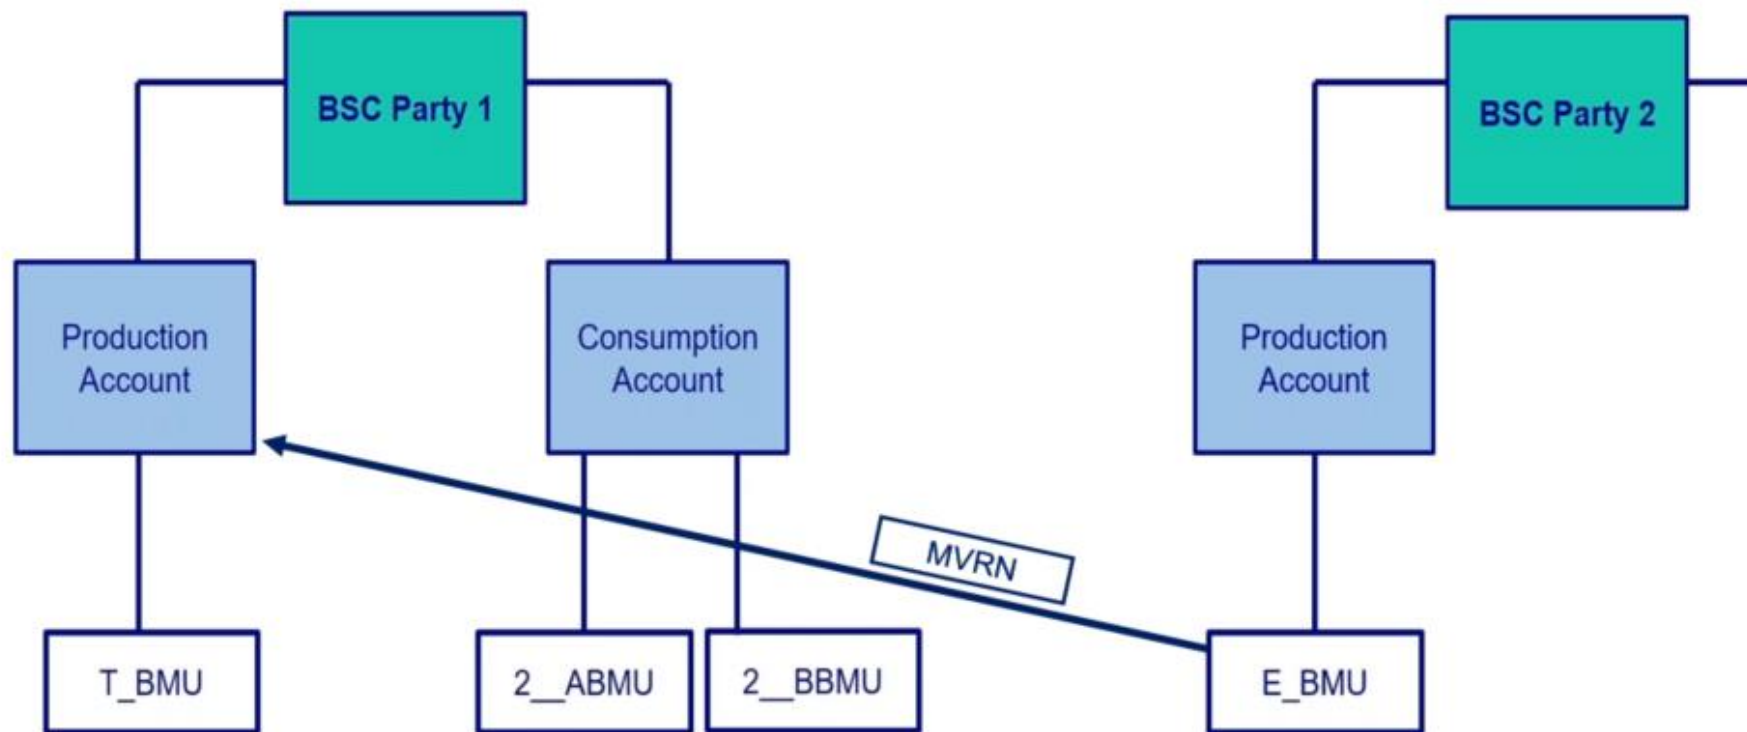 BSC Party 1
BSC Party 2
Production
Account
Consumption
Account
Production
Account
MVRN
T_BMU
2__ABMU
2__BBMU
E_BMU